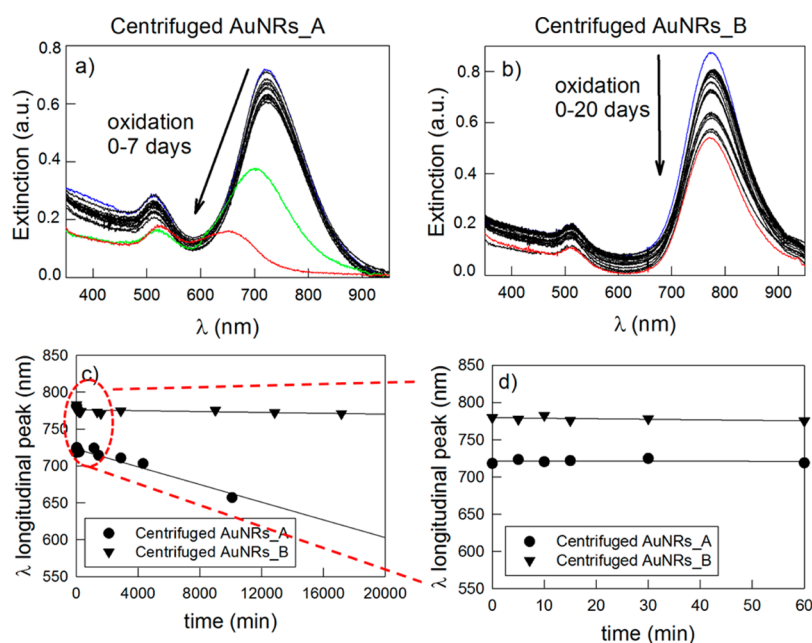 Centrifuged AuNRs_A
Centrifuged AuNRs_B
a)
oxidation
0-7 days
Extinction (a.u.)
0.8
0.6
0.4
0.2
0.0
400 500 600 700 800 900
λ (nm)
b)
oxidation
0-20 days
Extinction (a.u.)
0.8
0.6
0.4
0.2
0.0
400 500 600 700 800 900
λ (nm)
c)
λ longitudinal peak (nm)
850
800
750
700
650
600
550
Centrifuged AuNRs_A
Centrifuged AuNRs_B
0 4000 8000 12000 16000 20000
time (min)
d)
λ longitudinal peak (nm)
850
800
750
700
650
600
550
Centrifuged AuNRs_A
Centrifuged AuNRs_B
0 10 20 30 40 50 60
time (min)